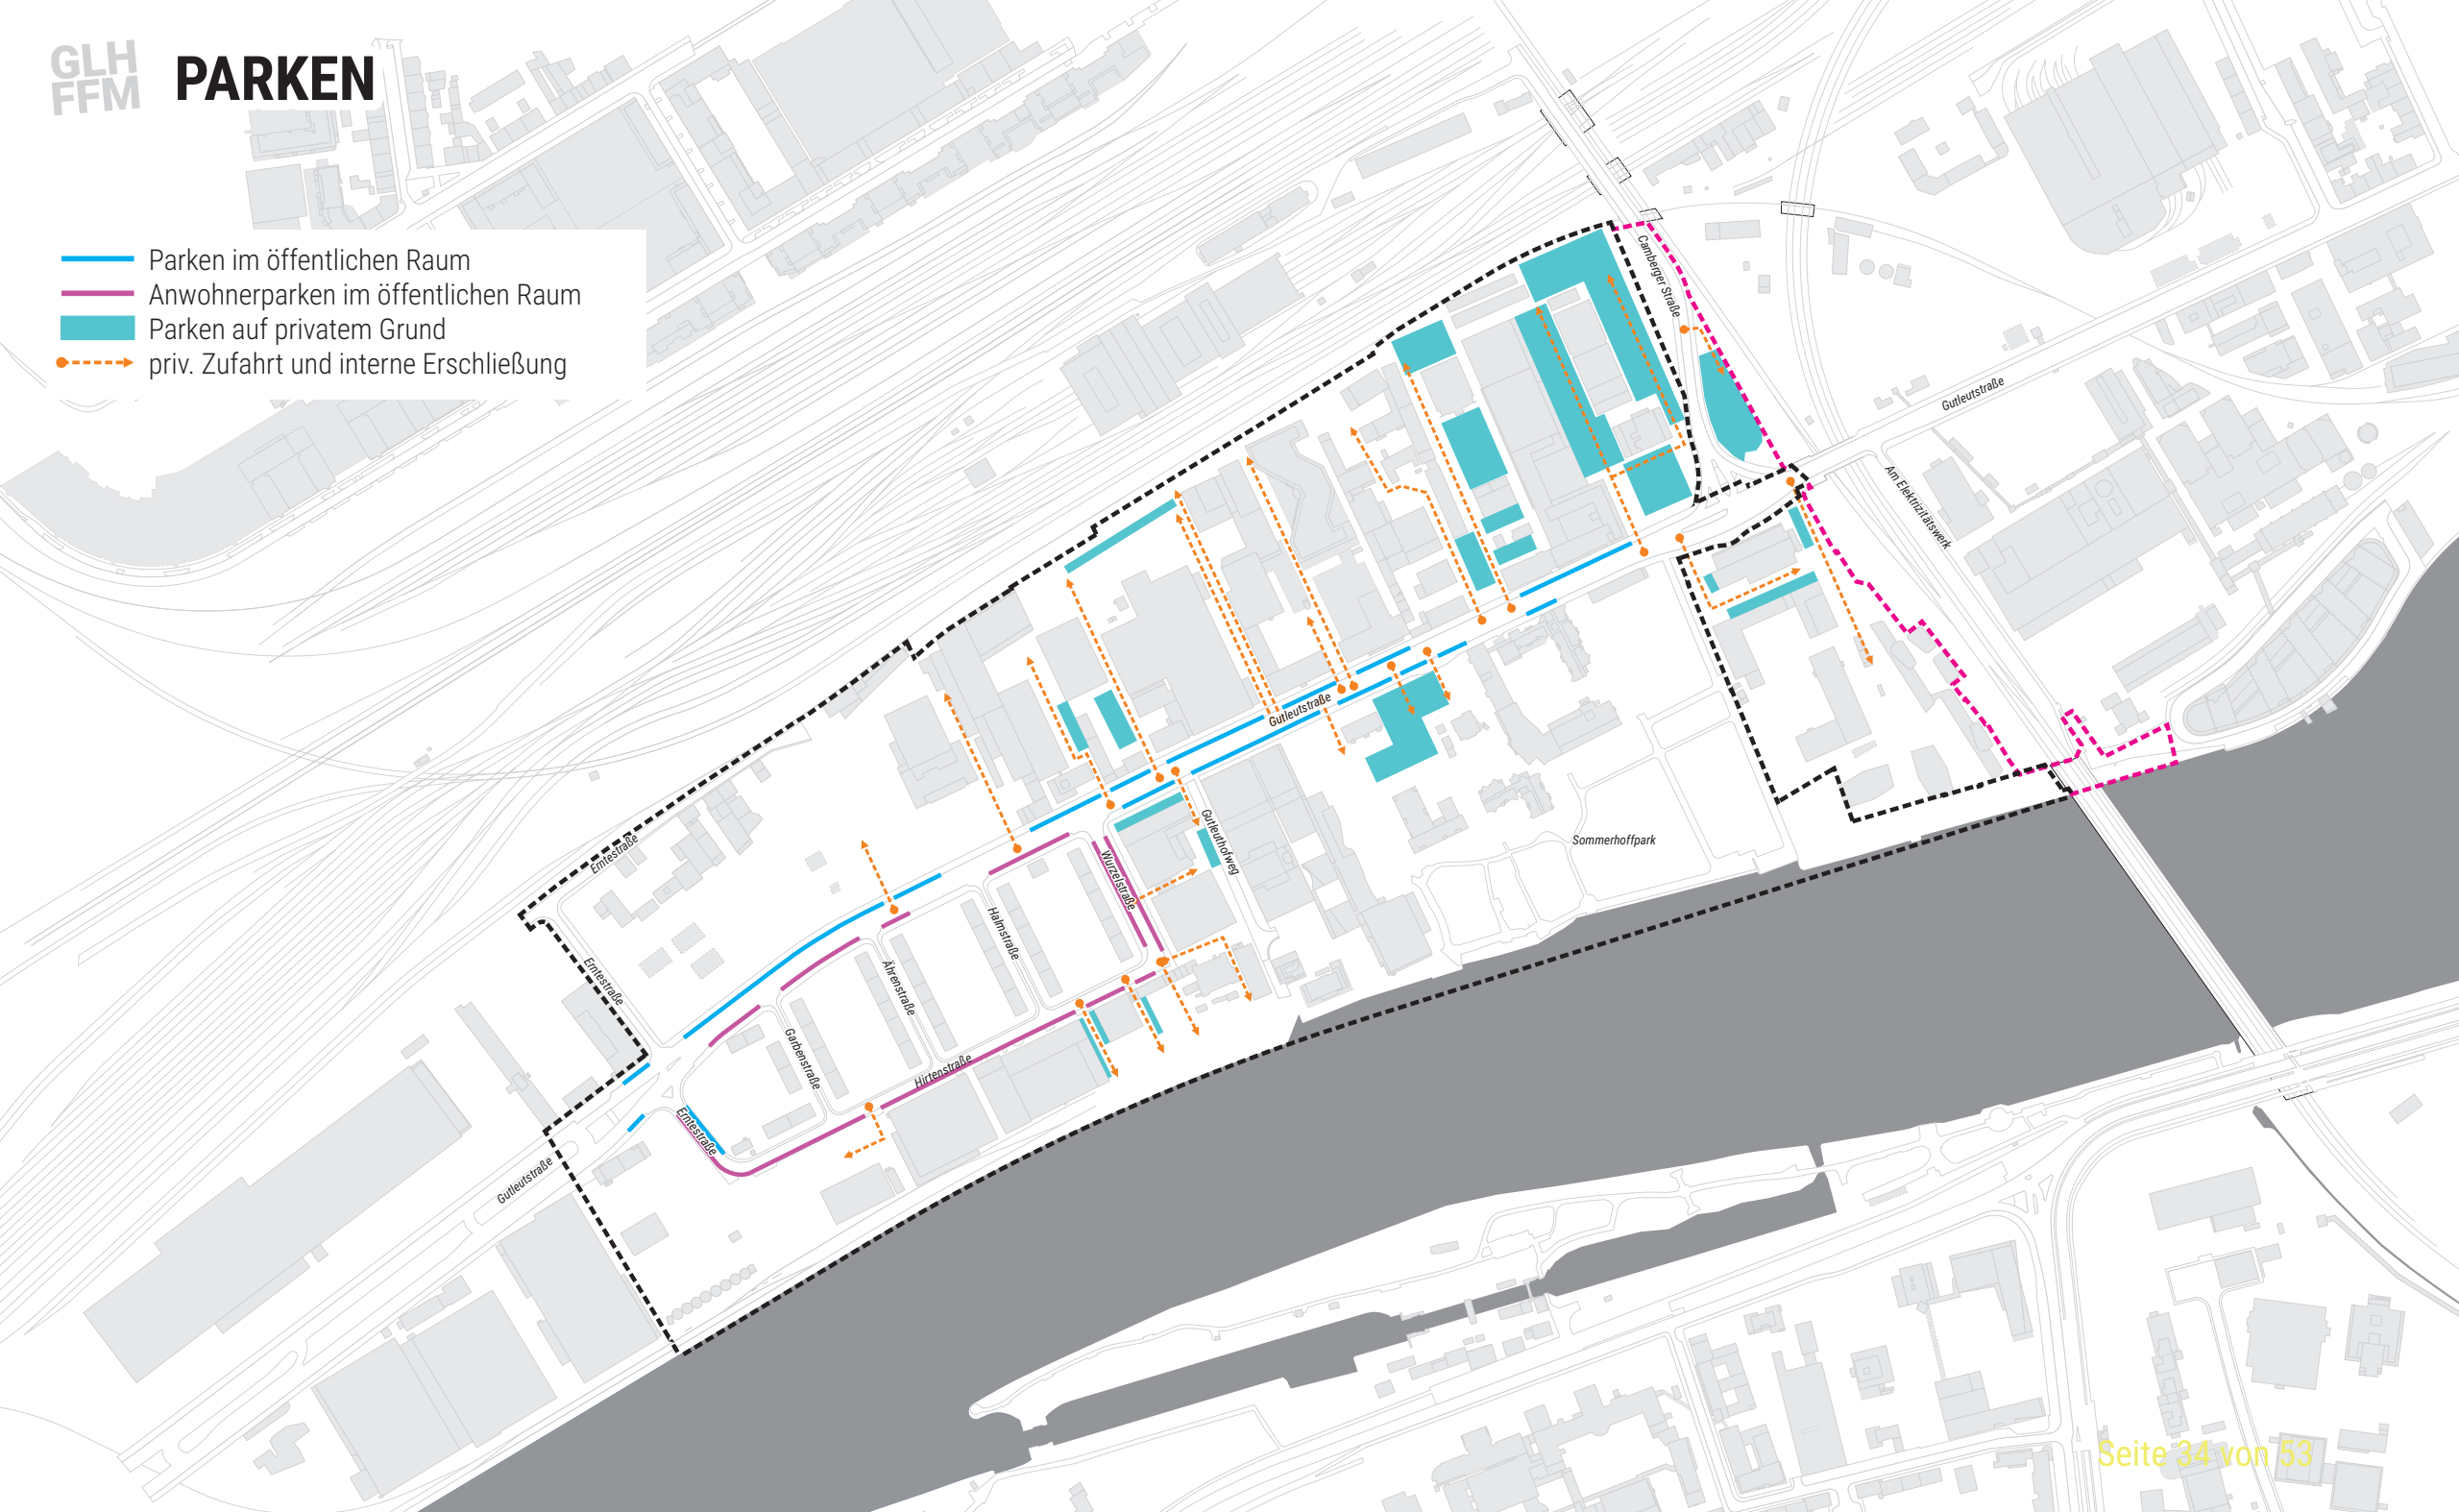 GLH
FFM
PARKEN
Parken im öffentlichen Raum
Anwohnerparken im öffentlichen Raum
Parken auf privatem Grund
priv. Zufahrt und interne Erschließung
Camberger Straße
Gutleutstraße
Am Elektrizitätswerk
Gutleutstraße
Sommerhoffpark
Gutleuthofweg
Wurzelstraße
Erntestraße
Halmstraße
Ährenstraße
Erntestraße
Garbenstraße
Hirtenstraße
Erntestraße
Gutleutstraße
Seite 34 von 53